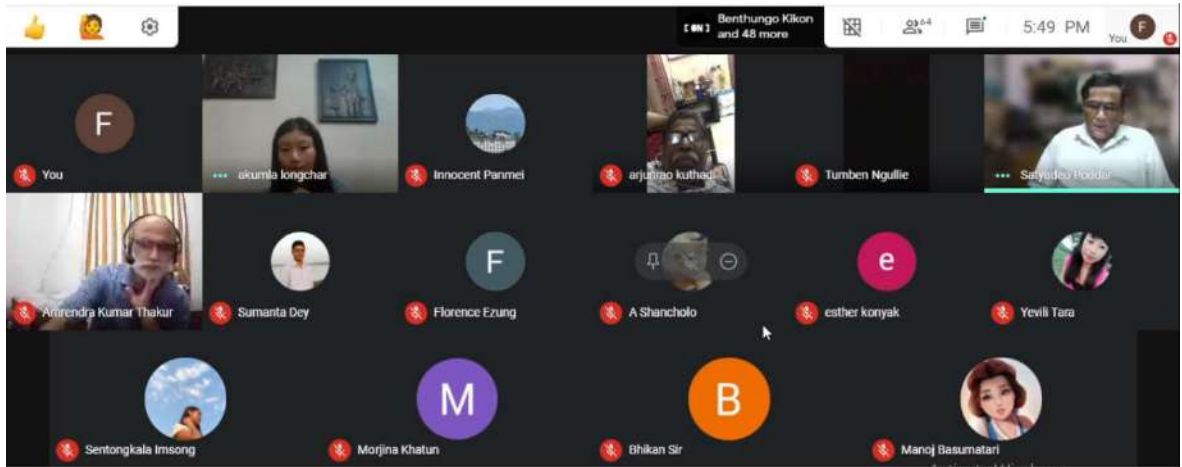 [ON] Benthungo Kikon
and 48 more
64
5:49 PM
You
F
F
You
akumla longchar
Innocent Panmei
arjunrao kuthadi
Tumben Ngullie
Satyadeo Poddar
Amrendra Kumar Thakur
Sumanta Dey
F
Florence Ezung
A Shancholo
e
esther konyak
Yevili Tara
Sentongkala Imsong
M
Morjina Khatun
B
Bhikan Sir
Manoj Basumatari